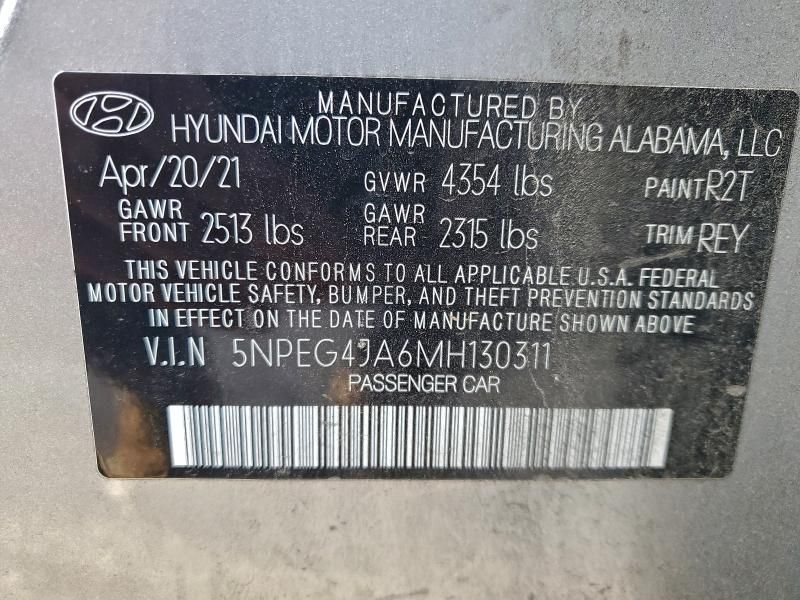 MANUFACTURED BY
HYUNDAI MOTOR MANUFACTURING ALABAMA, LLC
Apr/20/21 GVWR 4354 lbs PAINT R2T
GAWR FRONT 2513 lbs GAWR REAR 2315 lbs TRIM REY
THIS VEHICLE CONFORMS TO ALL APPLICABLE U.S.A. FEDERAL
MOTOR VEHICLE SAFETY, BUMPER, AND THEFT PREVENTION STANDARDS
IN EFFECT ON THE DATE OF MANUFACTURE SHOWN ABOVE
V.I.N 5NPEG4JA6MH130311
PASSENGER CAR